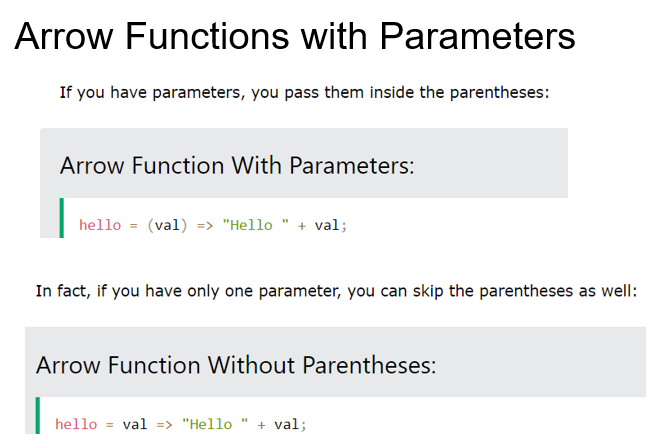 Arrow Functions with Parameters
If you have parameters, you pass them inside the parentheses:
Arrow Function With Parameters:
hello = (val) => "Hello " + val;
In fact, if you have only one parameter, you can skip the parentheses as well:
Arrow Function Without Parentheses:
hello = val => "Hello " + val;